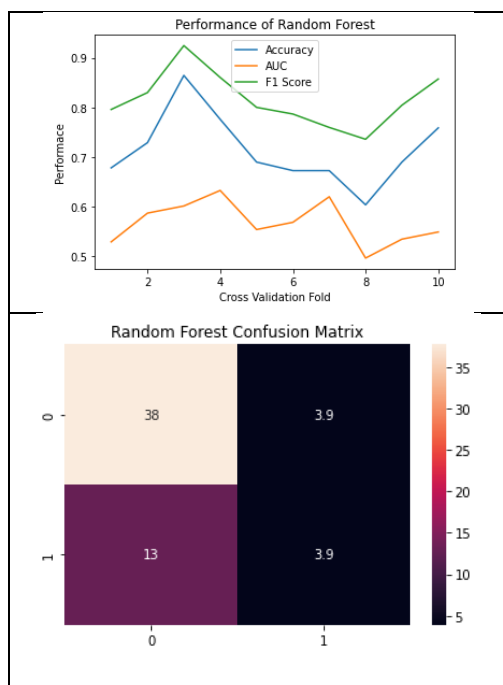 Performance of Random Forest
Accuracy
AUC
F1 Score
0.9
0.8
0.7
0.6
0.5
Performace
2 4 6 8 10
Cross Validation Fold
Random Forest Confusion Matrix
0 38 3.9
1 13 3.9
0 1
35
30
25
20
15
10
5